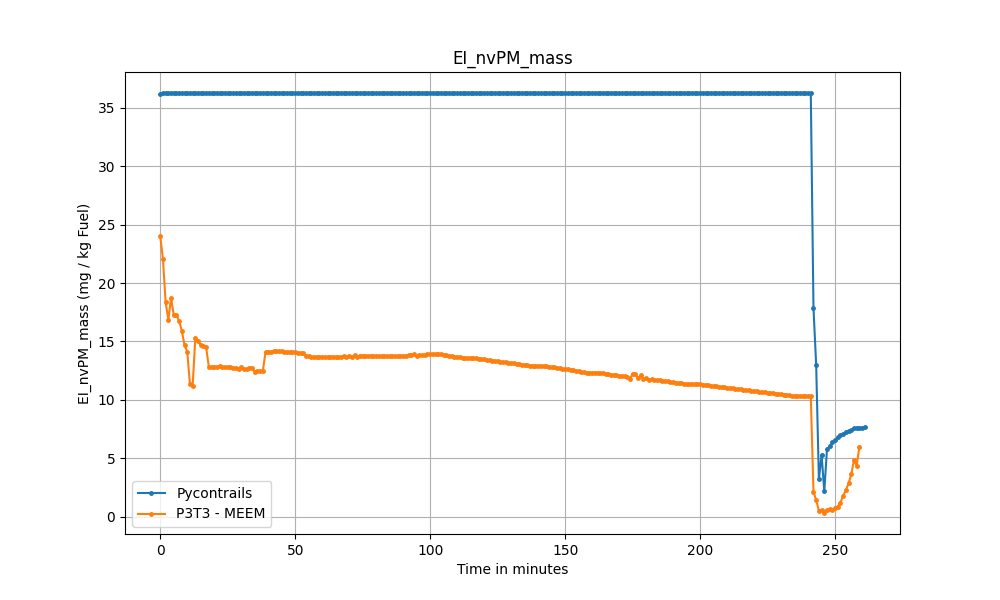 EI_nvPM_mass
EI_nvPM_mass (mg / kg Fuel)
35
30
25
20
15
10
5
0
Pycontrails
P3T3 - MEEM
0 50 100 150 200 250
Time in minutes